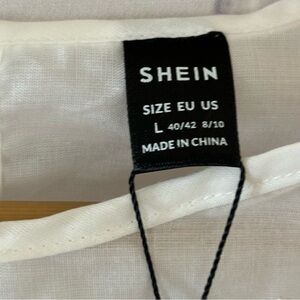 SHEIN
SIZE EU US
L 40/42 8/10
MADE IN CHINA